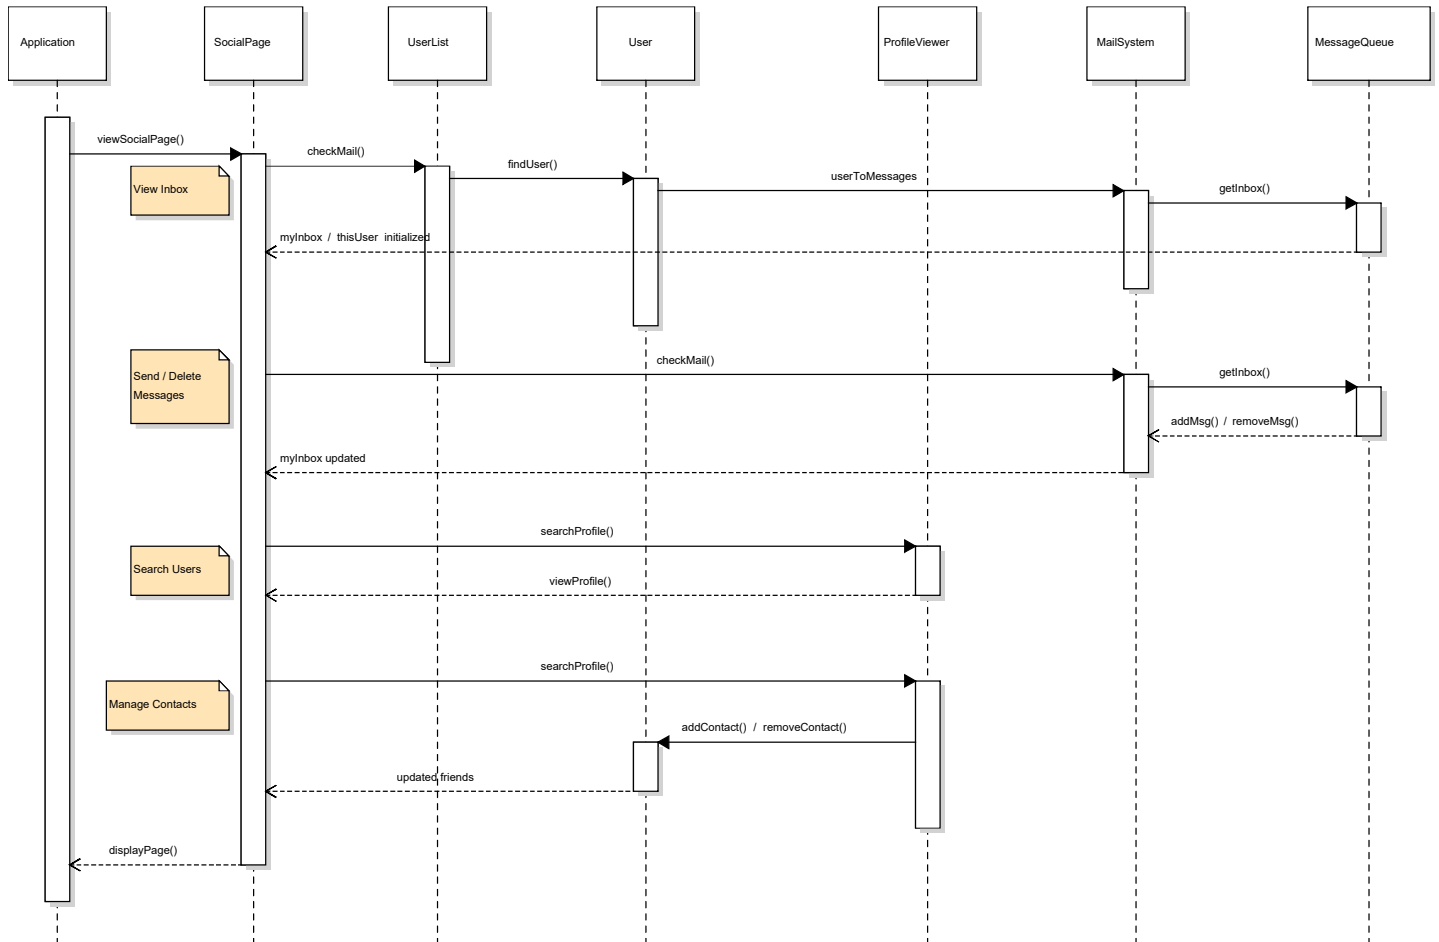 Application
SocialPage
UserList
User
ProfileViewer
MailSystem
MessageQueue
viewSocialPage()
checkMail()
findUser()
userToMessages
getInbox()
View Inbox
myInbox / thisUser initialized
Send / Delete
Messages
checkMail()
getInbox()
addMsg() / removeMsg()
myInbox updated
searchProfile()
Search Users
viewProfile()
searchProfile()
Manage Contacts
addContact() / removeContact()
updated friends
displayPage()